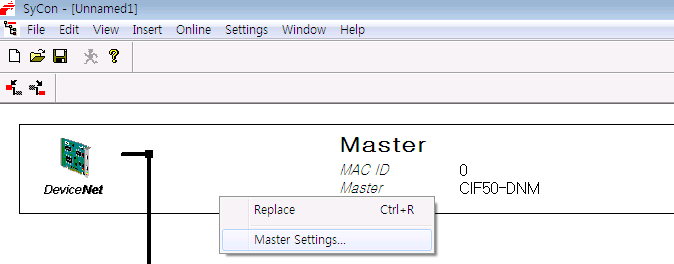 SyCon - [Unnamed1]
File Edit View Insert Online Settings Window Help
Master
MAC ID 0
Master CIF50-DNM
DeviceNet
Replace Ctrl+R
Master Settings...